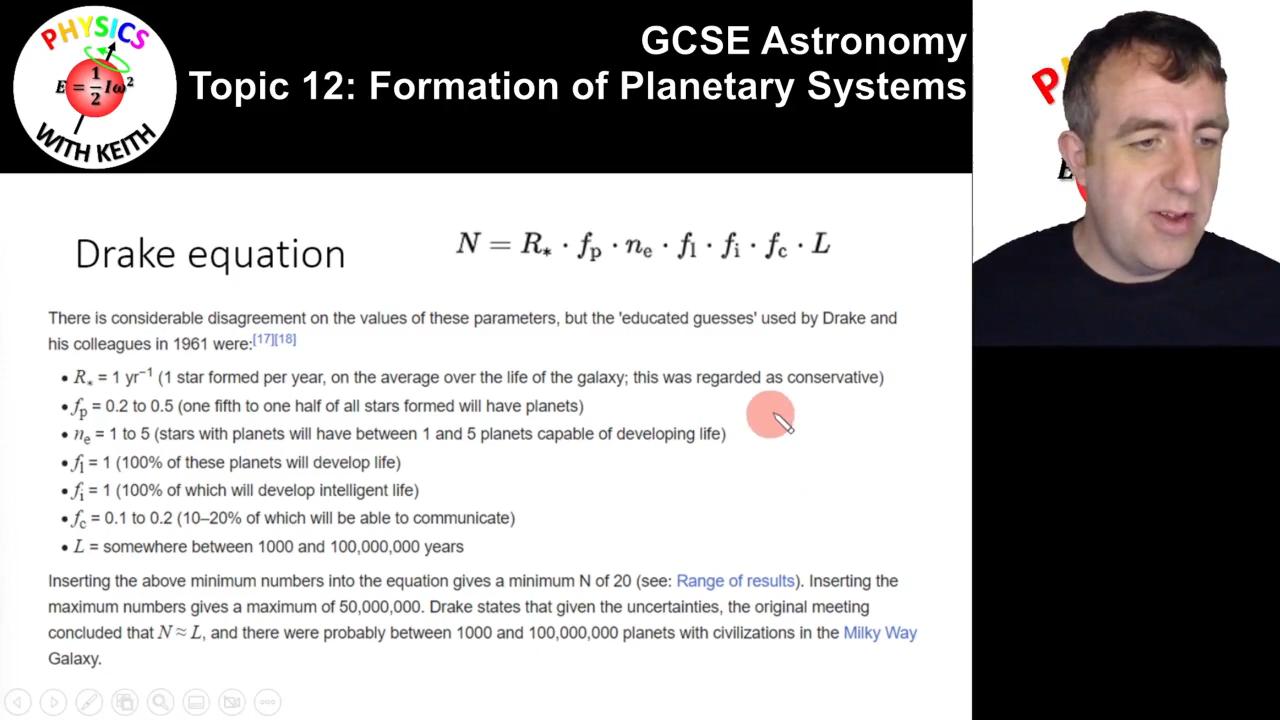 PHYSICS
E = 1/2 Iω²
WITH KEITH
GCSE Astronomy
Topic 12: Formation of Planetary Systems
P
E
Drake equation
N = R* · fp · ne · fl · fi · fc · L
There is considerable disagreement on the values of these parameters, but the 'educated guesses' used by Drake and
his colleagues in 1961 were:[17][18]
• R* = 1 yr⁻¹ (1 star formed per year, on the average over the life of the galaxy; this was regarded as conservative)
• fp = 0.2 to 0.5 (one fifth to one half of all stars formed will have planets)
• ne = 1 to 5 (stars with planets will have between 1 and 5 planets capable of developing life)
• fl = 1 (100% of these planets will develop life)
• fi = 1 (100% of which will develop intelligent life)
• fc = 0.1 to 0.2 (10–20% of which will be able to communicate)
• L = somewhere between 1000 and 100,000,000 years
Inserting the above minimum numbers into the equation gives a minimum N of 20 (see: Range of results). Inserting the
maximum numbers gives a maximum of 50,000,000. Drake states that given the uncertainties, the original meeting
concluded that N ≈ L, and there were probably between 1000 and 100,000,000 planets with civilizations in the Milky Way
Galaxy.